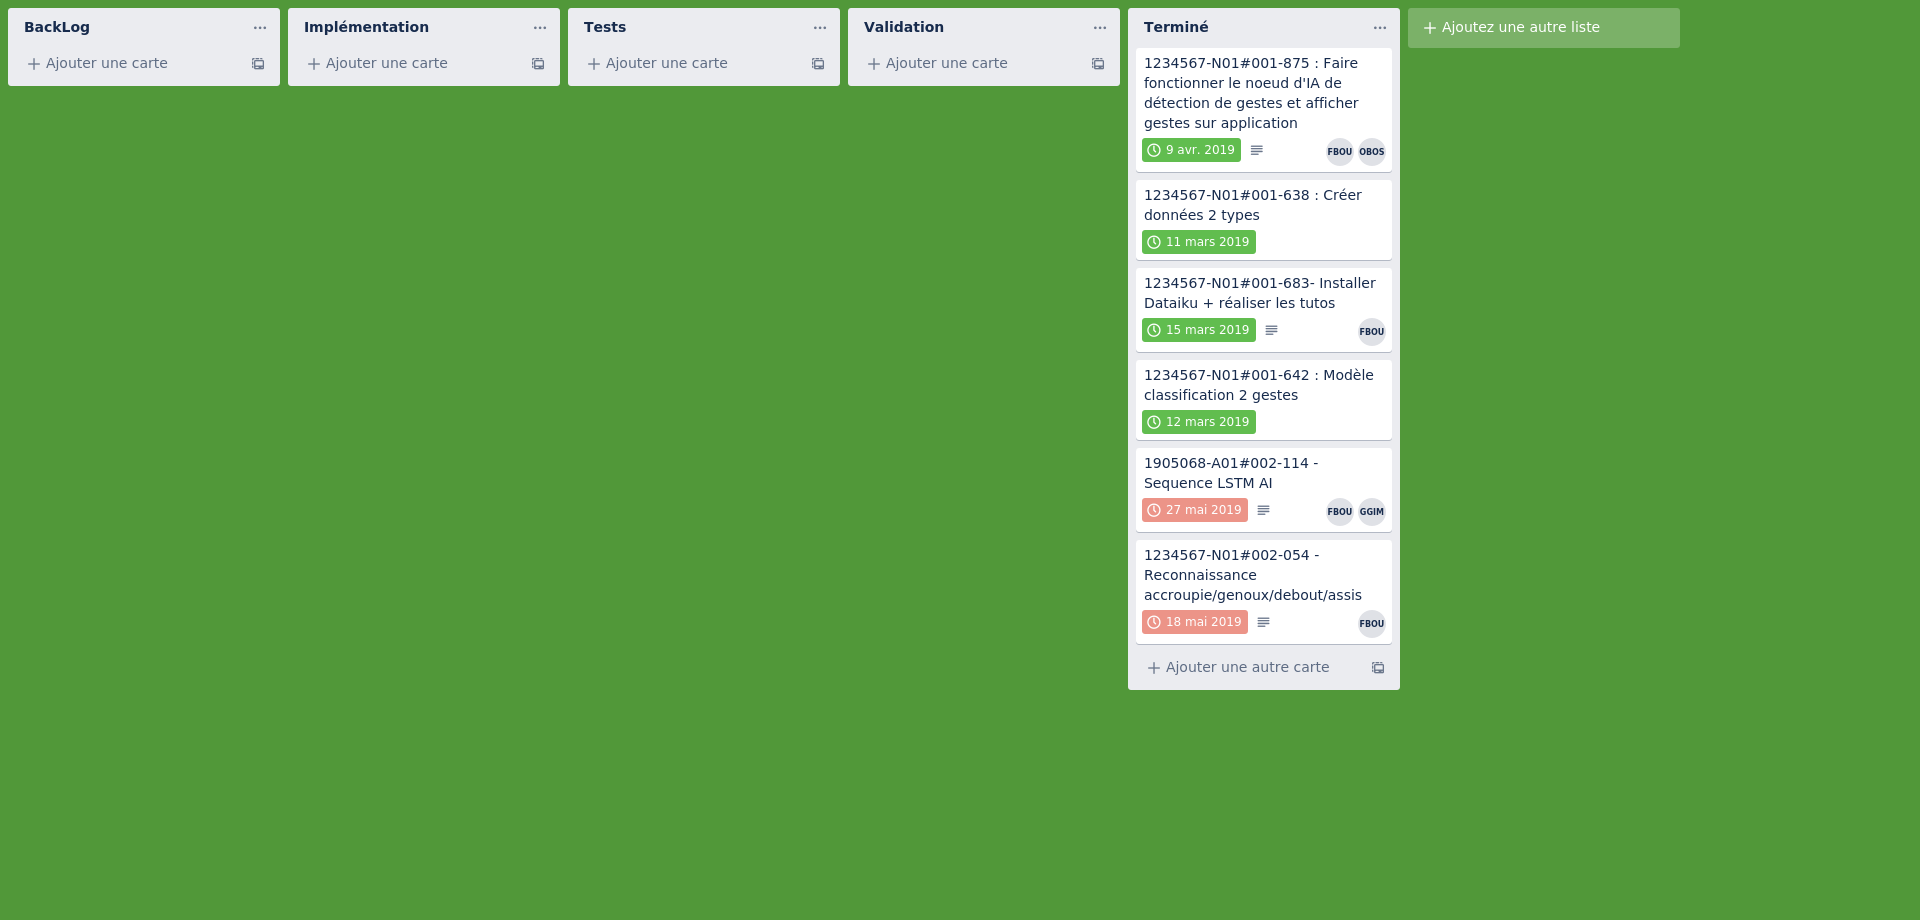 BackLog
Ajouter une carte
Implémentation
Ajouter une carte
Tests
Ajouter une carte
Validation
Ajouter une carte
Terminé
1234567-N01#001-875 : Faire
fonctionner le noeud d'IA de
détection de gestes et afficher
gestes sur application
9 avr. 2019
FBOU OBOS
1234567-N01#001-638 : Créer
données 2 types
11 mars 2019
1234567-N01#001-683- Installer
Dataiku + réaliser les tutos
15 mars 2019
FBOU
1234567-N01#001-642 : Modèle
classification 2 gestes
12 mars 2019
1905068-A01#002-114 -
Sequence LSTM AI
27 mai 2019
FBOU GGIM
1234567-N01#002-054 -
Reconnaissance
accroupie/genoux/debout/assis
18 mai 2019
FBOU
Ajouter une autre carte
Ajoutez une autre liste